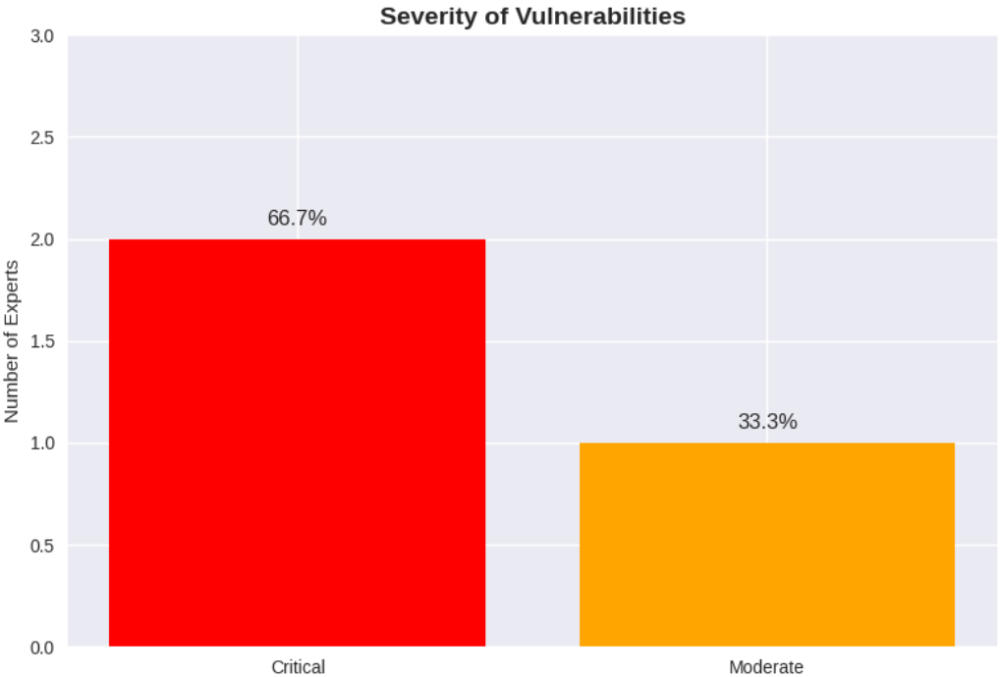 Severity of Vulnerabilities
Number of Experts
3.0
2.5
2.0
1.5
1.0
0.5
0.0
66.7%
33.3%
Critical
Moderate